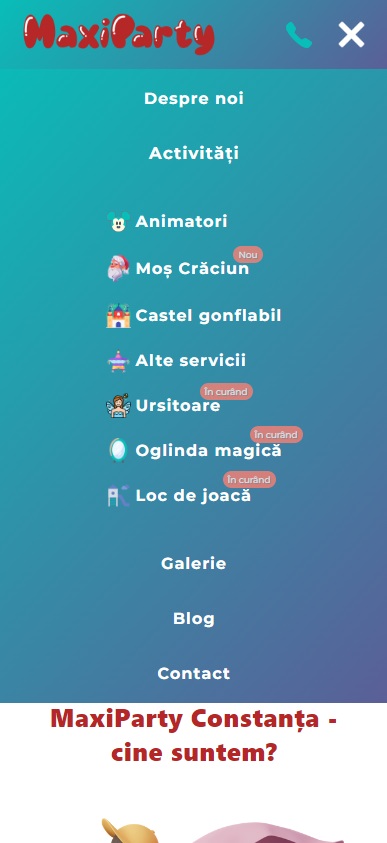 MaxiParty
Despre noi
Activități
Animatori
Nou
Moș Crăciun
Castel gonflabil
Alte servicii
În curând
Ursitoare
În curând
Oglinda magică
În curând
Loc de joacă
Galerie
Blog
Contact
MaxiParty Constanța -
cine suntem?